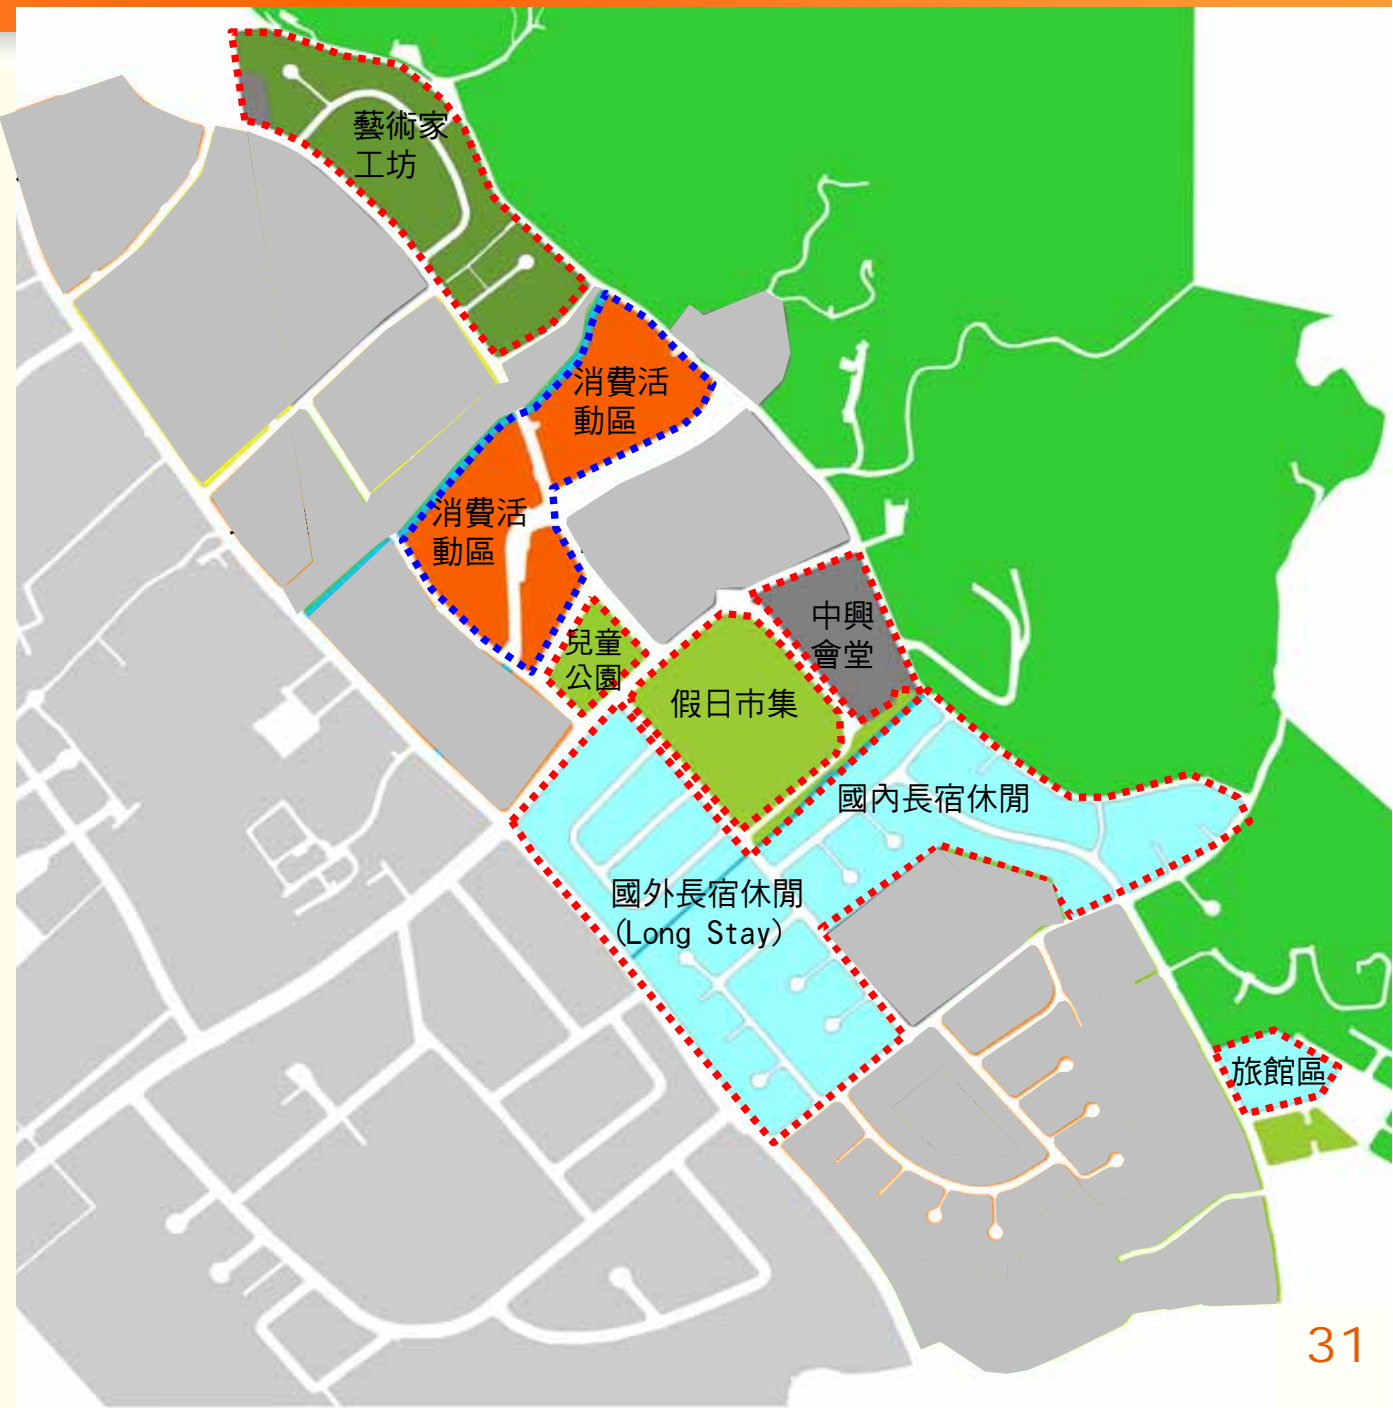 藝術家
工坊
消費活
動區
消費活
動區
中興
會堂
兒童
公園
假日市集
國內長宿休閒
國外長宿休閒
(Long Stay)
旅館區
31